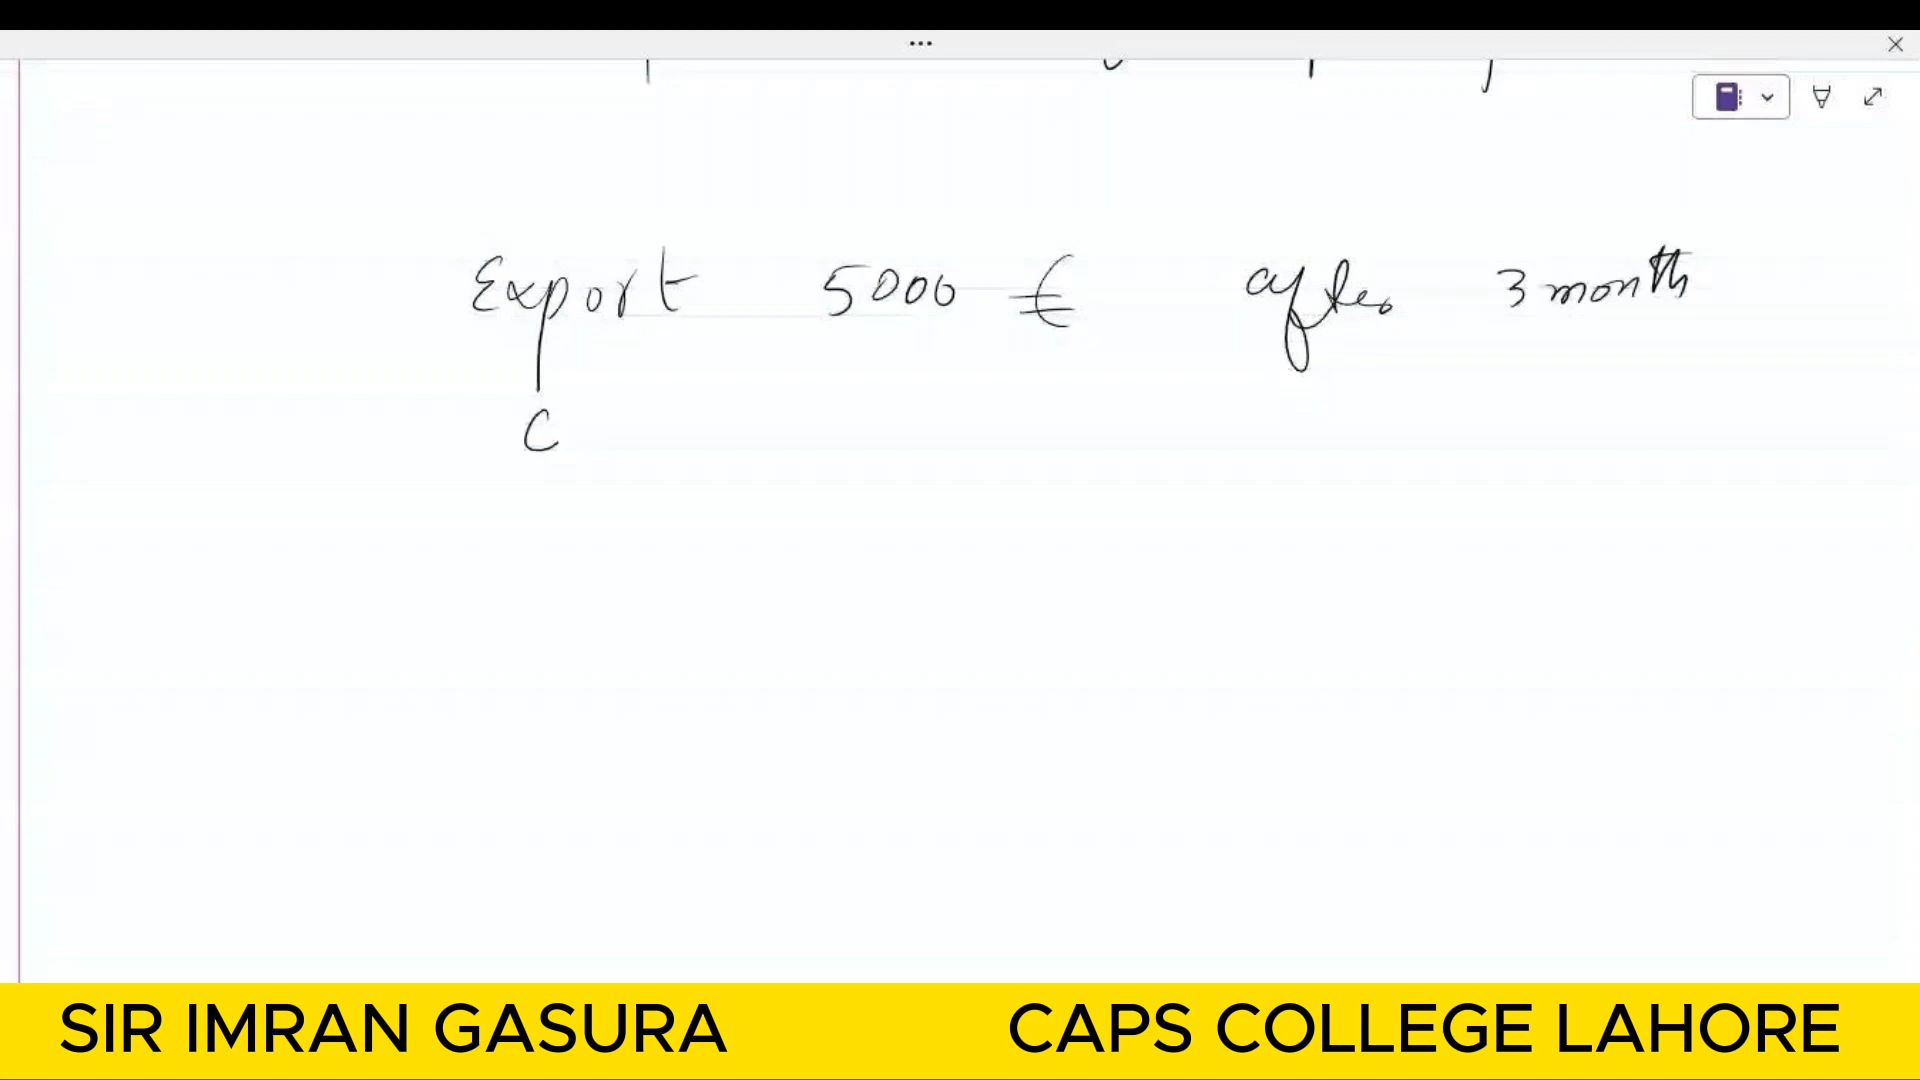 Export 5000 € after 3 month
C
SIR IMRAN GASURA CAPS COLLEGE LAHORE